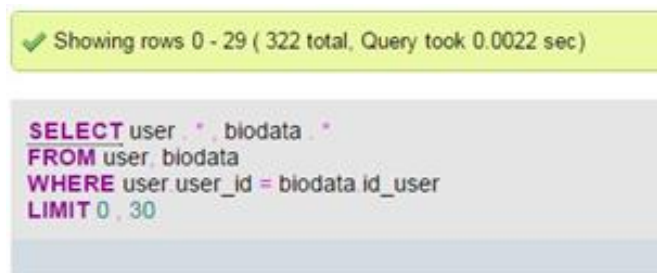 Showing rows 0 - 29 ( 322 total, Query took 0.0022 sec)
SELECT user . * , biodata . *
FROM user, biodata
WHERE user.user_id = biodata.id_user
LIMIT 0 , 30